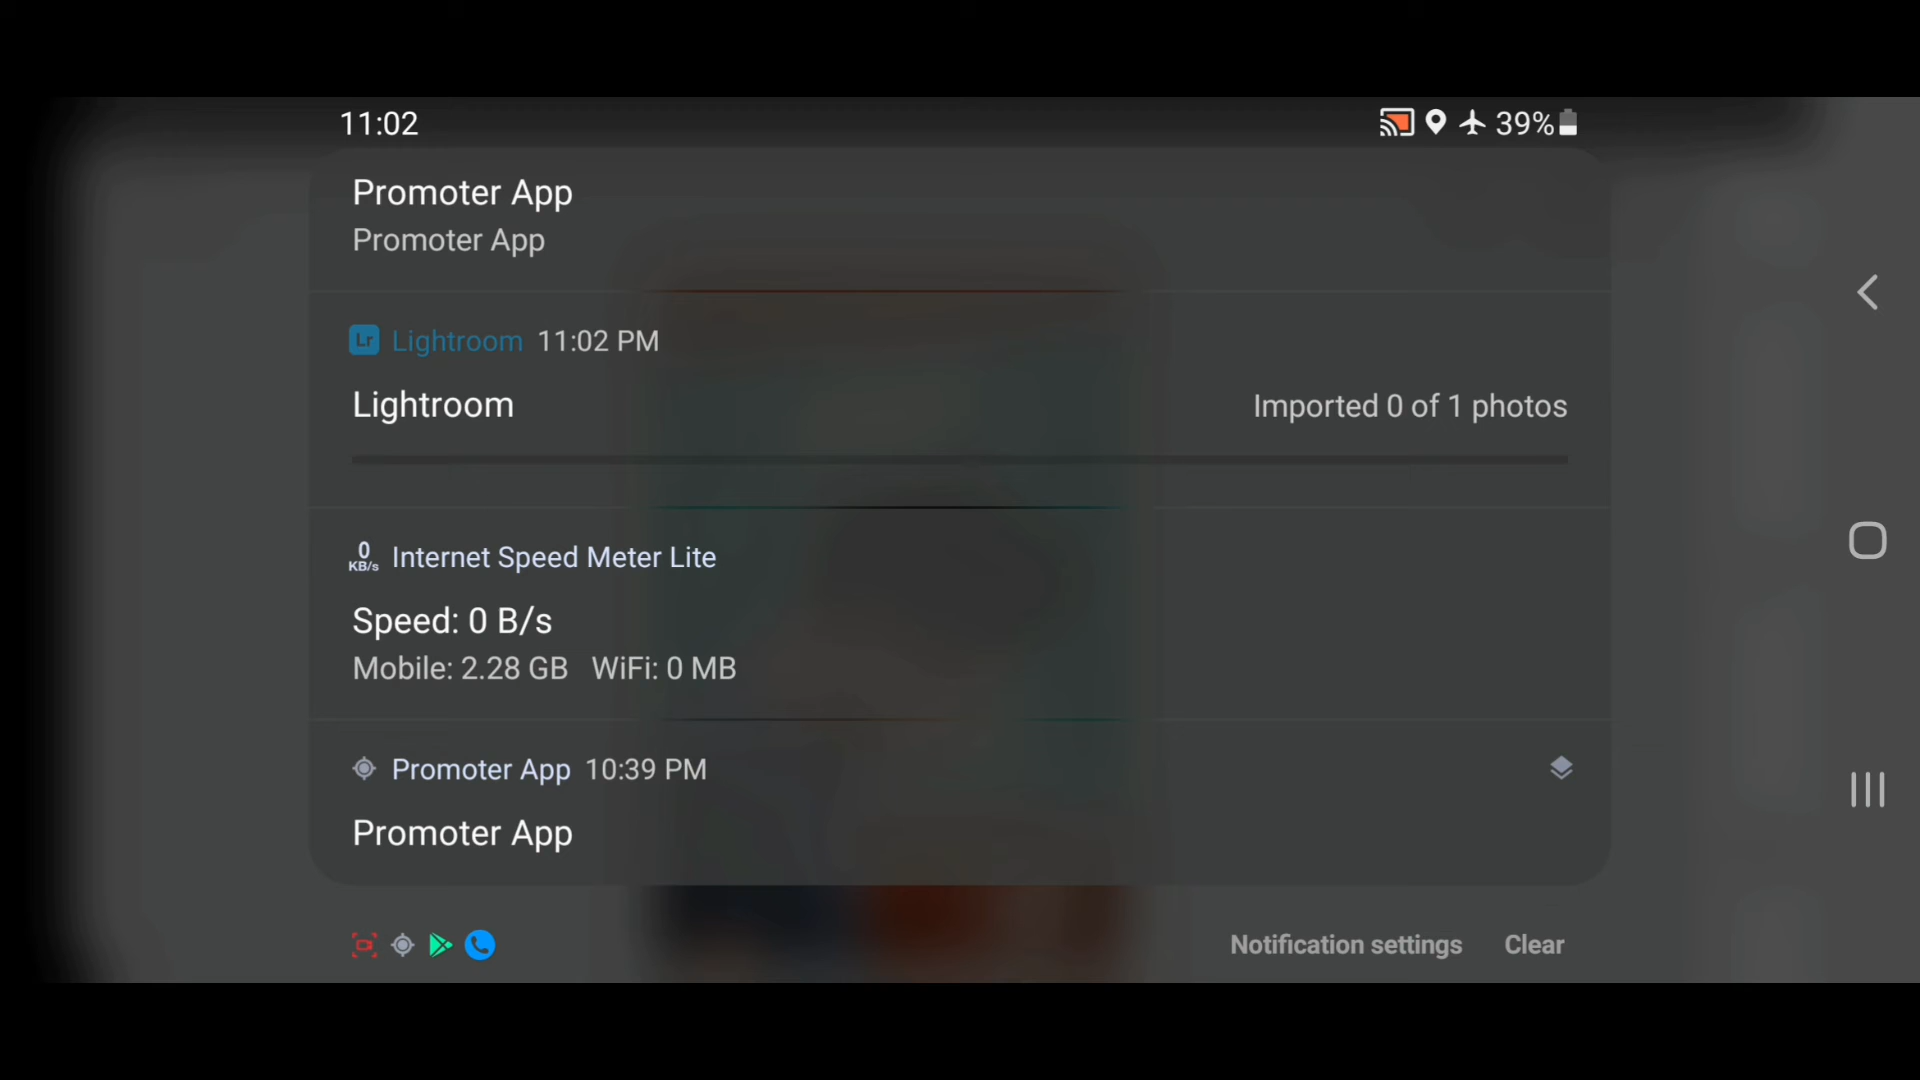 11:02
39%
Promoter App
Promoter App
Lr Lightroom 11:02 PM
Lightroom
Imported 0 of 1 photos
0 KB/s Internet Speed Meter Lite
Speed: 0 B/s
Mobile: 2.28 GB WiFi: 0 MB
Promoter App 10:39 PM
Promoter App
Notification settings
Clear